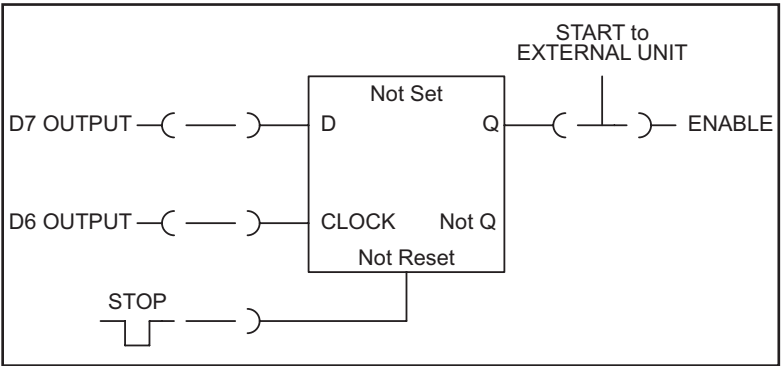 START to
EXTERNAL UNIT
Not Set
D7 OUTPUT
D
Q
ENABLE
D6 OUTPUT
CLOCK
Not Q
Not Reset
STOP